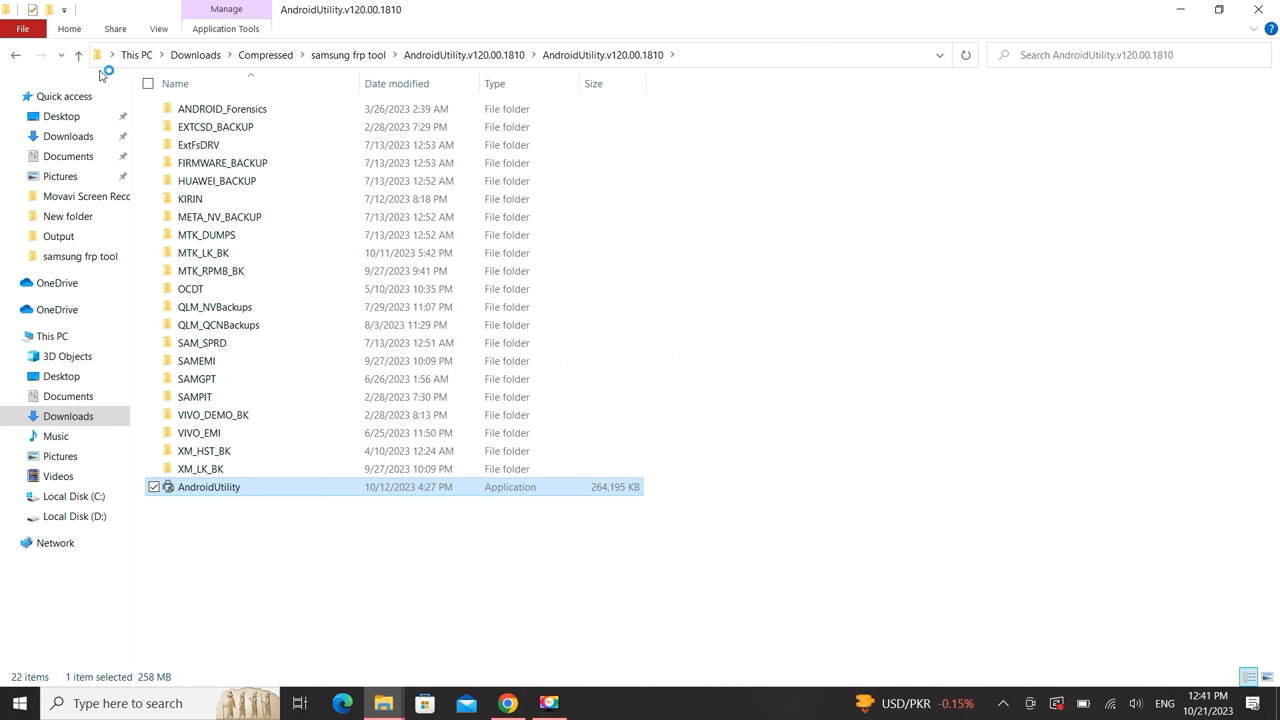 Manage
AndroidUtility.v120.00.1810
File
Home
Share
View
Application Tools
This PC
Downloads
Compressed
samsung frp tool
AndroidUtility.v120.00.1810
AndroidUtility.v120.00.1810
Search AndroidUtility.v120.00.1810
Name
Date modified
Type
Size
Quick access
Desktop
Downloads
Documents
Pictures
Movavi Screen Reco
New folder
Output
samsung frp tool
OneDrive
OneDrive
This PC
3D Objects
Desktop
Documents
Downloads
Music
Pictures
Videos
Local Disk (C:)
Local Disk (D:)
Network
ANDROID_Forensics 3/26/2023 2:39 AM File folder
EXTCSD_BACKUP 2/28/2023 7:29 PM File folder
ExtFsDRV 7/13/2023 12:53 AM File folder
FIRMWARE_BACKUP 7/13/2023 12:53 AM File folder
HUAWEI_BACKUP 7/13/2023 12:52 AM File folder
KIRIN 7/12/2023 8:18 PM File folder
META_NV_BACKUP 7/13/2023 12:52 AM File folder
MTK_DUMPS 7/13/2023 12:52 AM File folder
MTK_LK_BK 10/11/2023 5:42 PM File folder
MTK_RPMB_BK 9/27/2023 9:41 PM File folder
OCDT 5/10/2023 10:35 PM File folder
QLM_NVBackups 7/29/2023 11:07 PM File folder
QLM_QCNBackups 8/3/2023 11:29 PM File folder
SAM_SPRD 7/13/2023 12:51 AM File folder
SAMEMI 9/27/2023 10:09 PM File folder
SAMGPT 6/26/2023 1:56 AM File folder
SAMPIT 2/28/2023 7:30 PM File folder
VIVO_DEMO_BK 2/28/2023 8:13 PM File folder
VIVO_EMI 6/25/2023 11:50 PM File folder
XM_HST_BK 4/10/2023 12:24 AM File folder
XM_LK_BK 9/27/2023 10:09 PM File folder
AndroidUtility 10/12/2023 4:27 PM Application 264,195 KB
22 items
1 item selected 258 MB
Type here to search
USD/PKR -0.15%
ENG
12:41 PM
10/21/2023